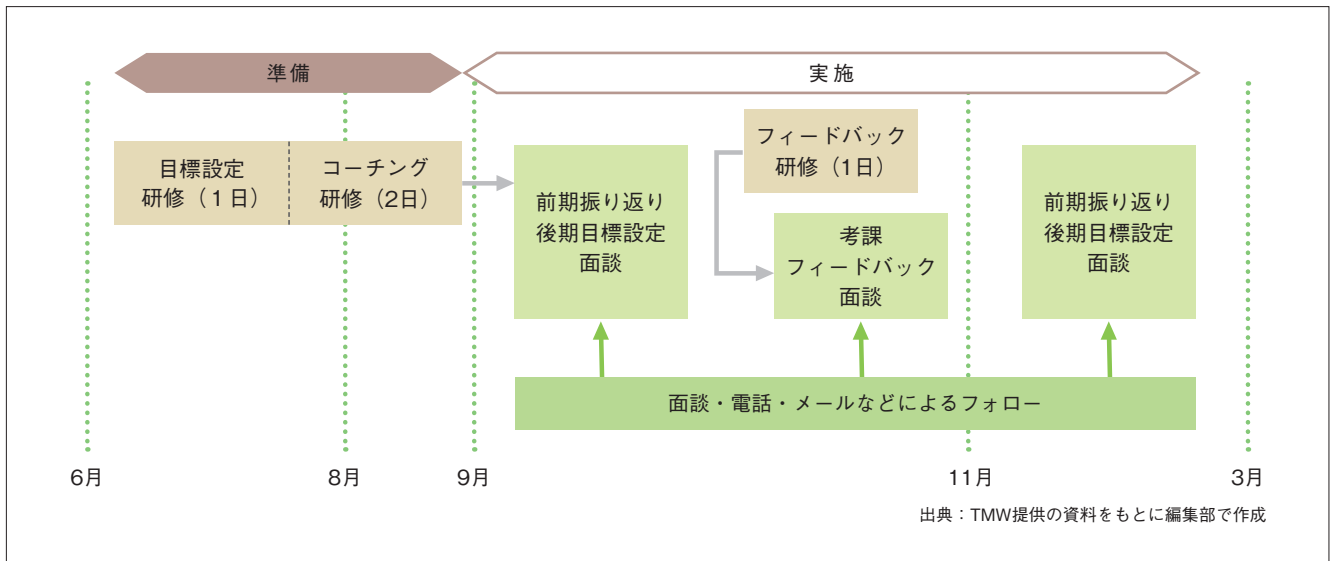 準備
実施
目標設定
研修（１日）
コーチング
研修（2日）
前期振り返り
後期目標設定
面談
フィードバック
研修（1日）
考課
フィードバック
面談
前期振り返り
後期目標設定
面談
面談・電話・メールなどによるフォロー
6月
8月
9月
11月
3月
出典：TMW提供の資料をもとに編集部で作成